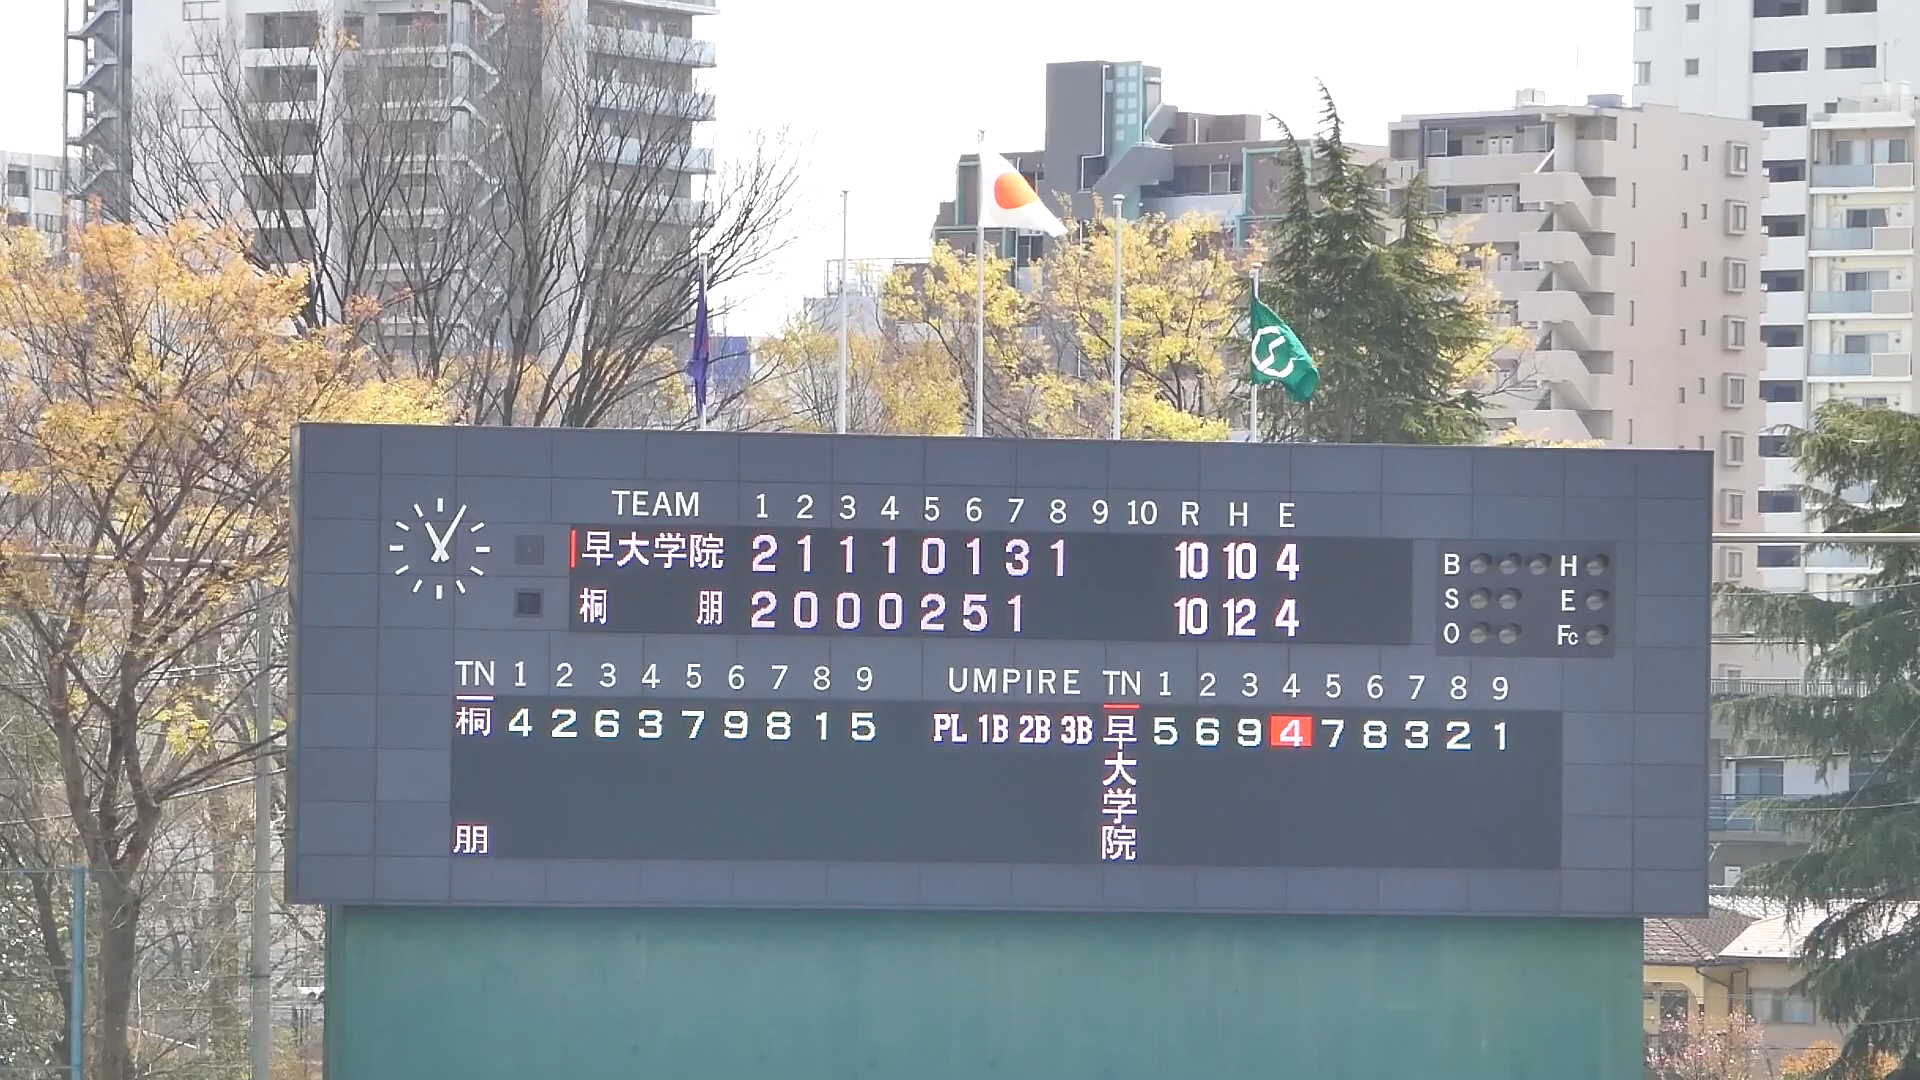 TEAM 1 2 3 4 5 6 7 8 9 10 R H E
早大学院 2 1 1 1 0 1 3 1 10 10 4
桐朋 2 0 0 0 2 5 1 10 12 4
B H
S E
O Fc
TN 1 2 3 4 5 6 7 8 9 UMPIRE TN 1 2 3 4 5 6 7 8 9
桐朋 4 2 6 3 7 9 8 1 5 PL 1B 2B 3B 早大学院 5 6 9 4 7 8 3 2 1